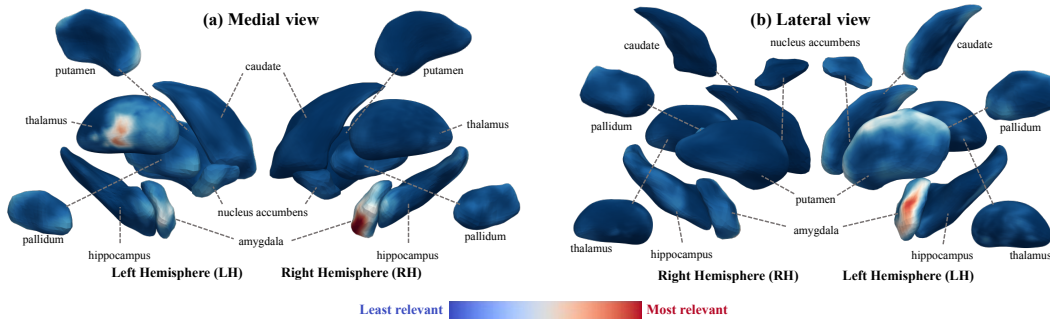 (a) Medial view
putamen
caudate
putamen
thalamus
thalamus
nucleus accumbens
pallidum
amygdala
pallidum
hippocampus
hippocampus
Left Hemisphere (LH)
Right Hemisphere (RH)
(b) Lateral view
caudate
nucleus accumbens
caudate
pallidum
pallidum
putamen
amygdala
thalamus
hippocampus
hippocampus
thalamus
Right Hemisphere (RH)
Left Hemisphere (LH)
Least relevant
Most relevant